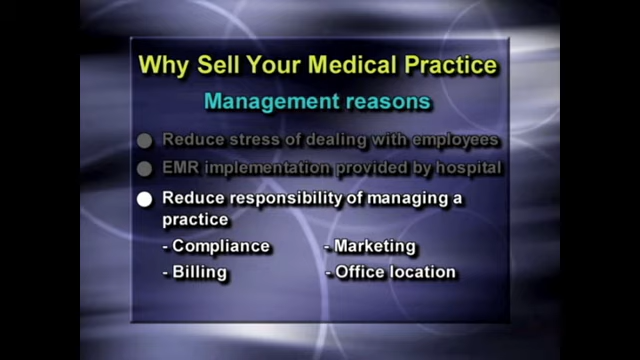 Why Sell Your Medical Practice
Management reasons
Reduce stress of dealing with employees
EMR implementation provided by hospital
Reduce responsibility of managing a
practice
- Compliance - Marketing
- Billing - Office location